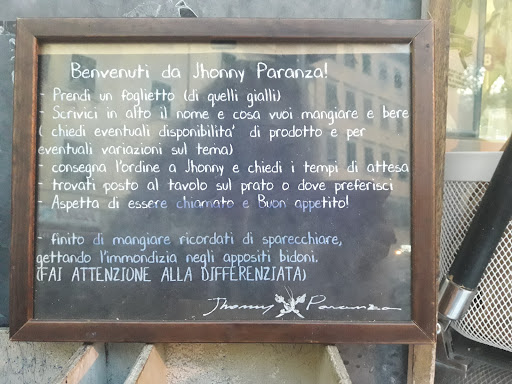 Benvenuti da Jhonny Paranza!
- Prendi un foglietto (di quelli gialli)
- Scrivici in alto il nome e cosa vuoi mangiare e bere
( chiedi eventuali disponibilita' di prodotto e per
eventuali variazioni sul tema)
- consegna l'ordine a Jhonny e chiedi i tempi di attesa
- trovati posto al tavolo sul prato o dove preferisci
- Aspetta di essere chiamato e Buon appetito!
- finito di mangiare ricordati di sparecchiare,
gettando l'immondizia negli appositi bidoni.
(FAI ATTENZIONE ALLA DIFFERENZIATA)
Jhonny Paranza